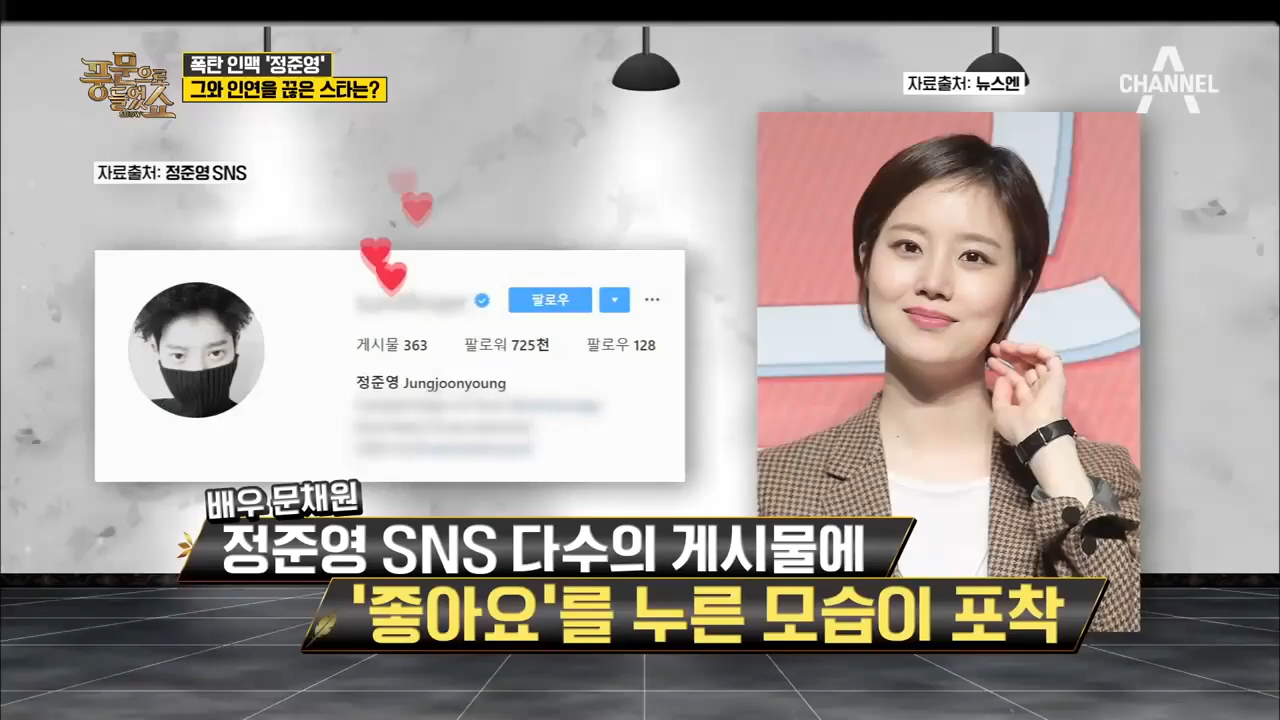 풍문으로
들었쇼
SHOW
폭탄 인맥 '정준영'
그와 인연을 끊은 스타는?
자료출처: 뉴스엔
CHANNEL
A
자료출처: 정준영 SNS
팔로우
게시물 363 팔로워 725천 팔로우 128
정준영 Jungjoonyoung
배우 문채원
정준영 SNS 다수의 게시물에
'좋아요'를 누른 모습이 포착